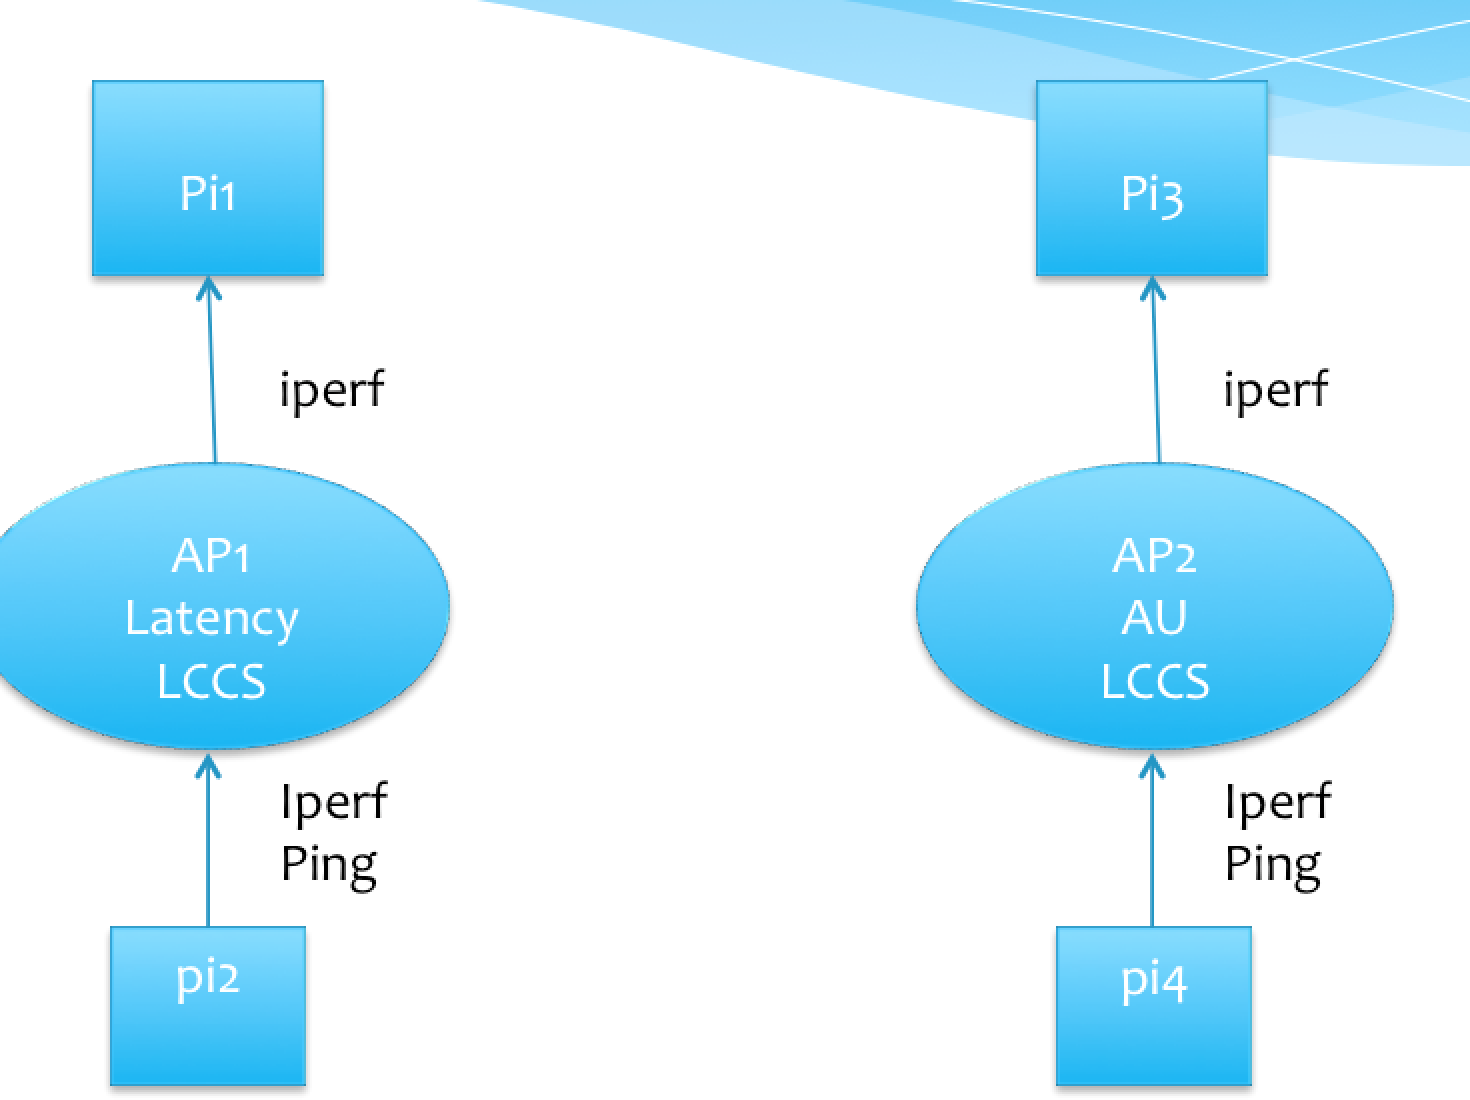 Pi1
iperf
AP1
Latency
LCCS
Iperf
Ping
pi2
Pi3
iperf
AP2
AU
LCCS
Iperf
Ping
pi4